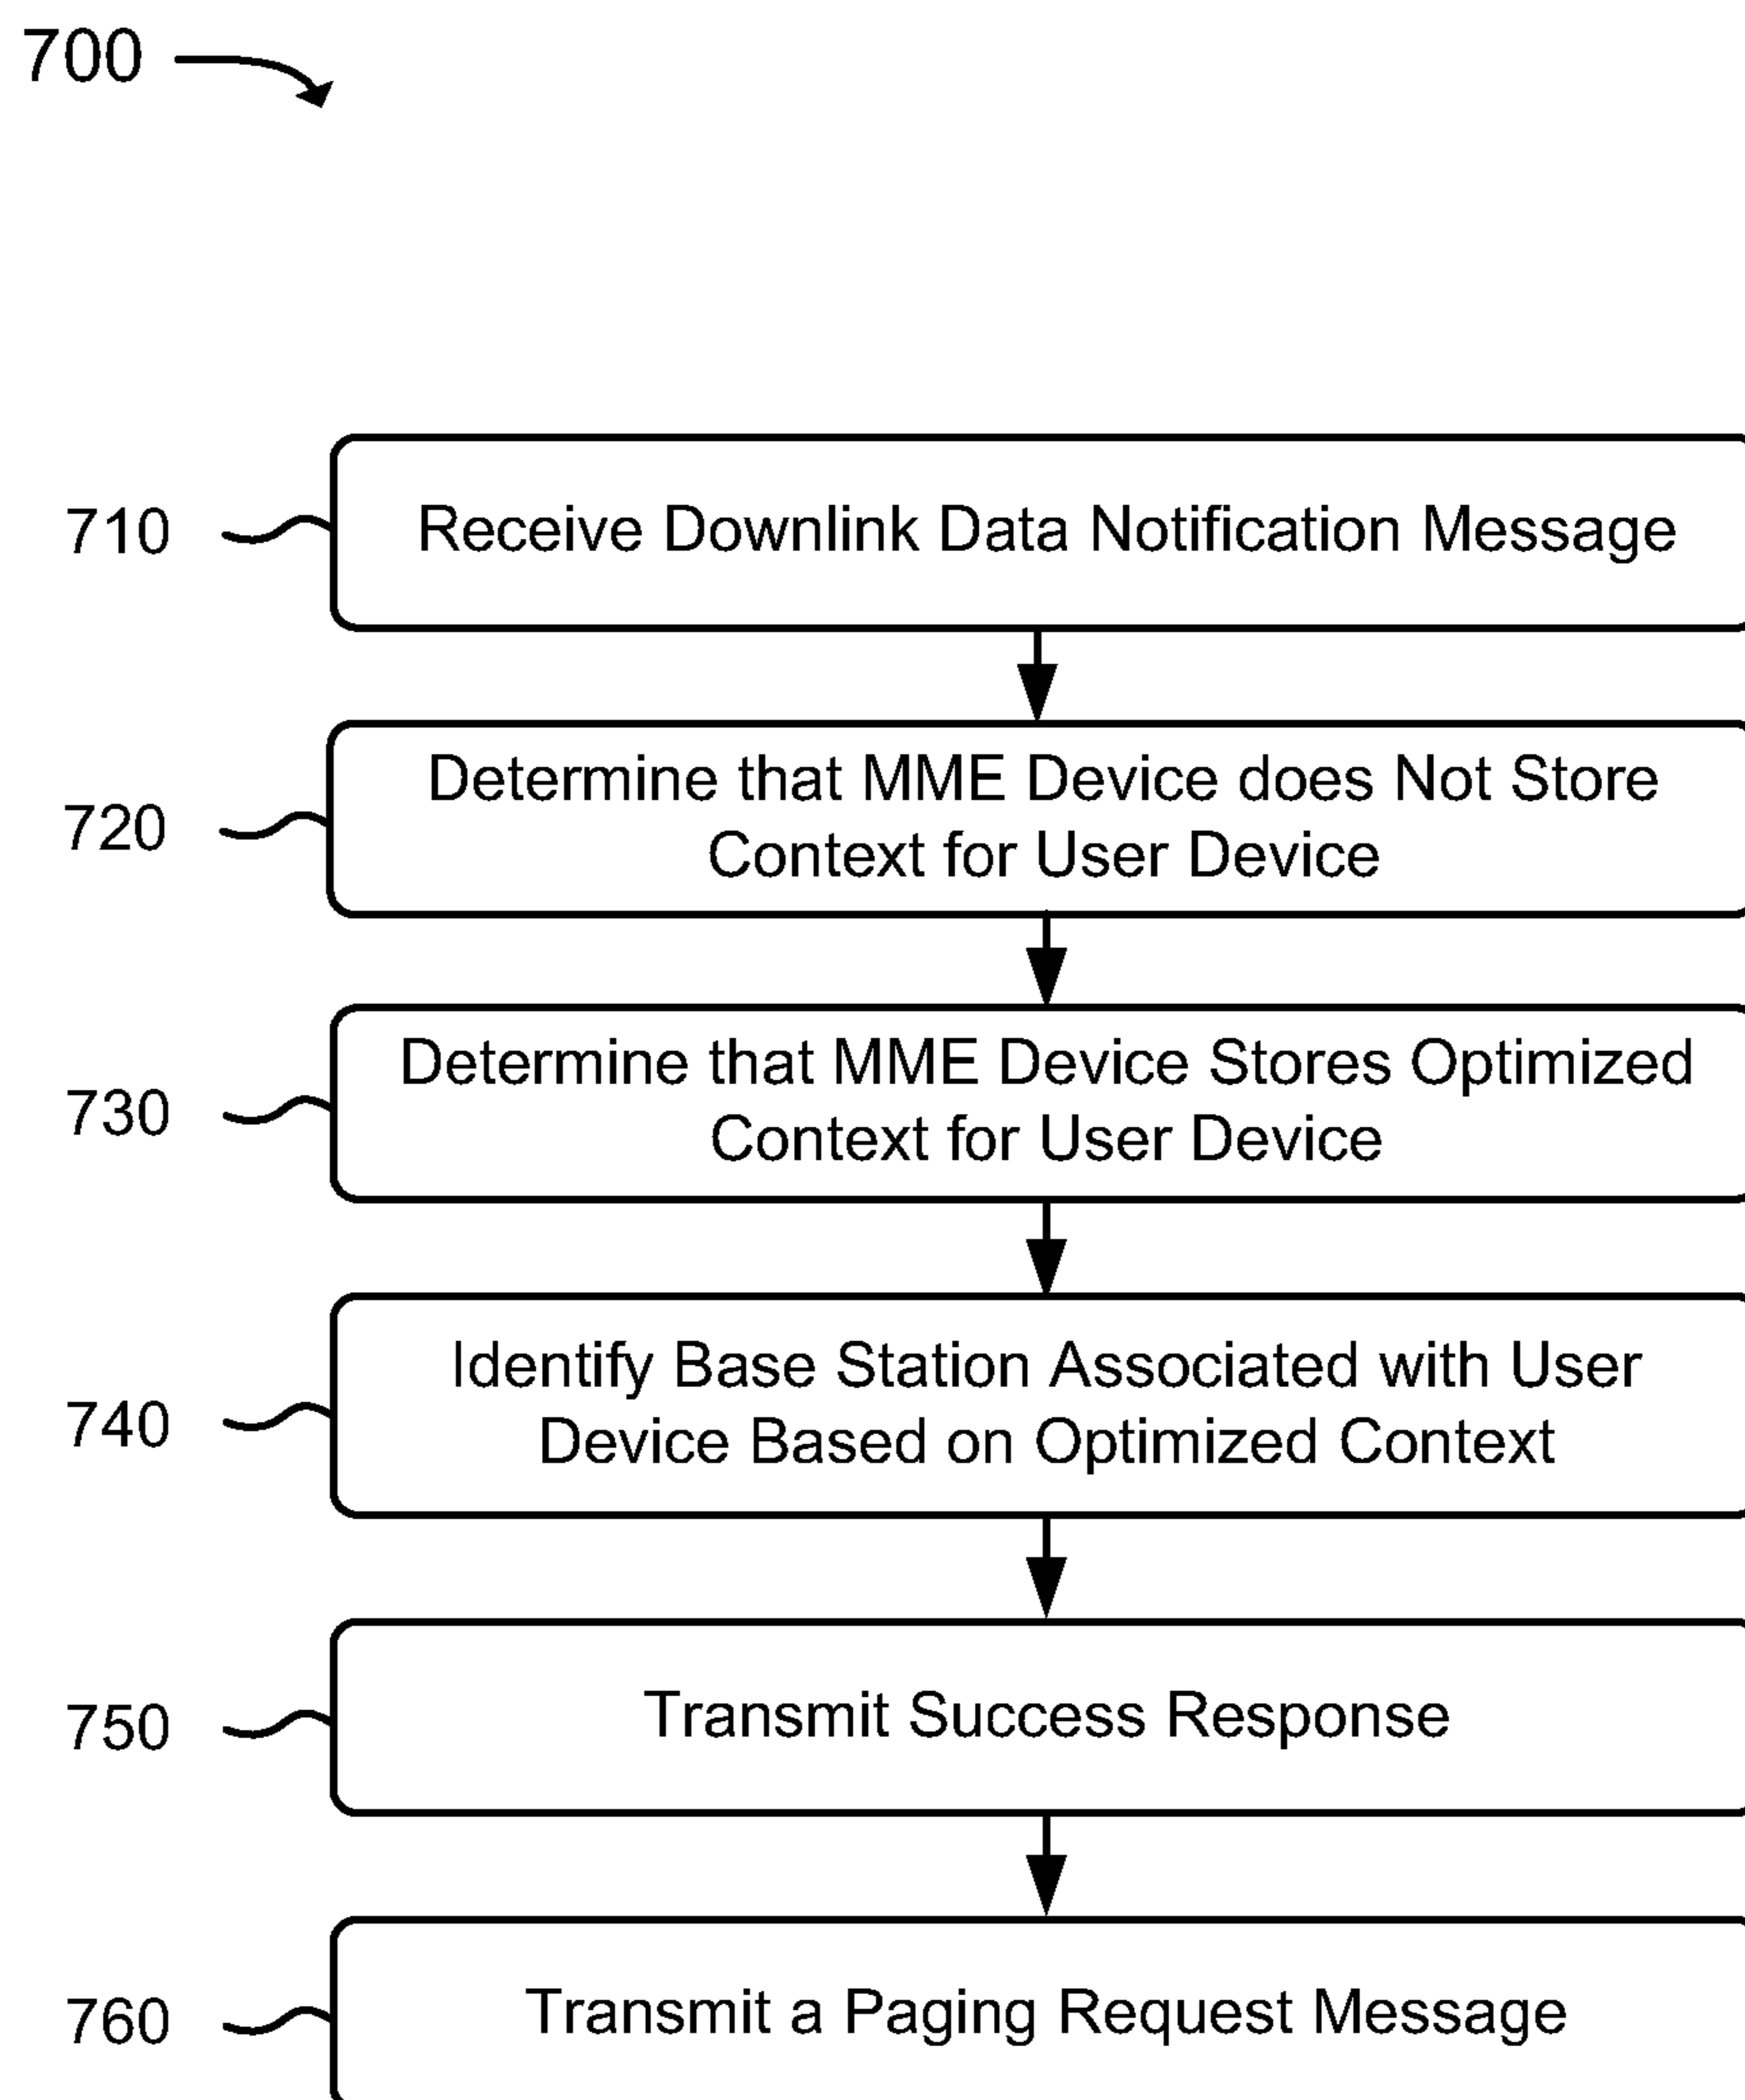 700
710
Receive Downlink Data Notification Message
720
Determine that MME Device does Not Store
Context for User Device
730
Determine that MME Device Stores Optimized
Context for User Device
740
Identify Base Station Associated with User
Device Based on Optimized Context
750
Transmit Success Response
760
Transmit a Paging Request Message